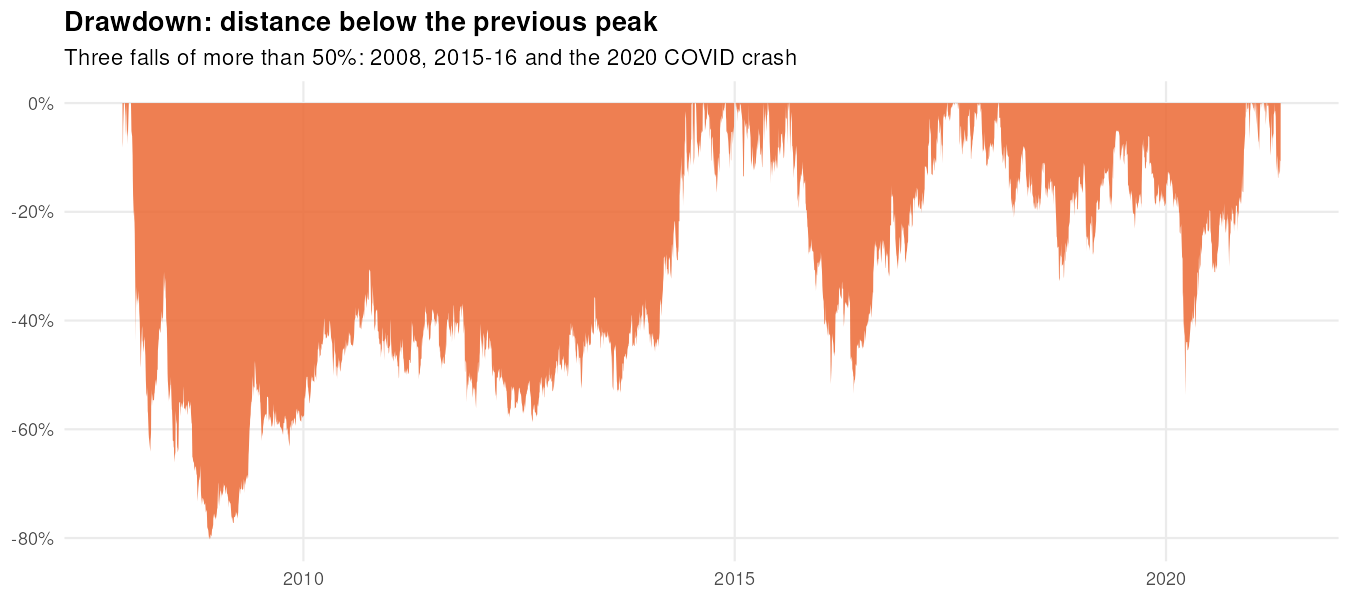 Drawdown: distance below the previous peak
Three falls of more than 50%: 2008, 2015-16 and the 2020 COVID crash
0%
-20%
-40%
-60%
-80%
2010 2015 2020